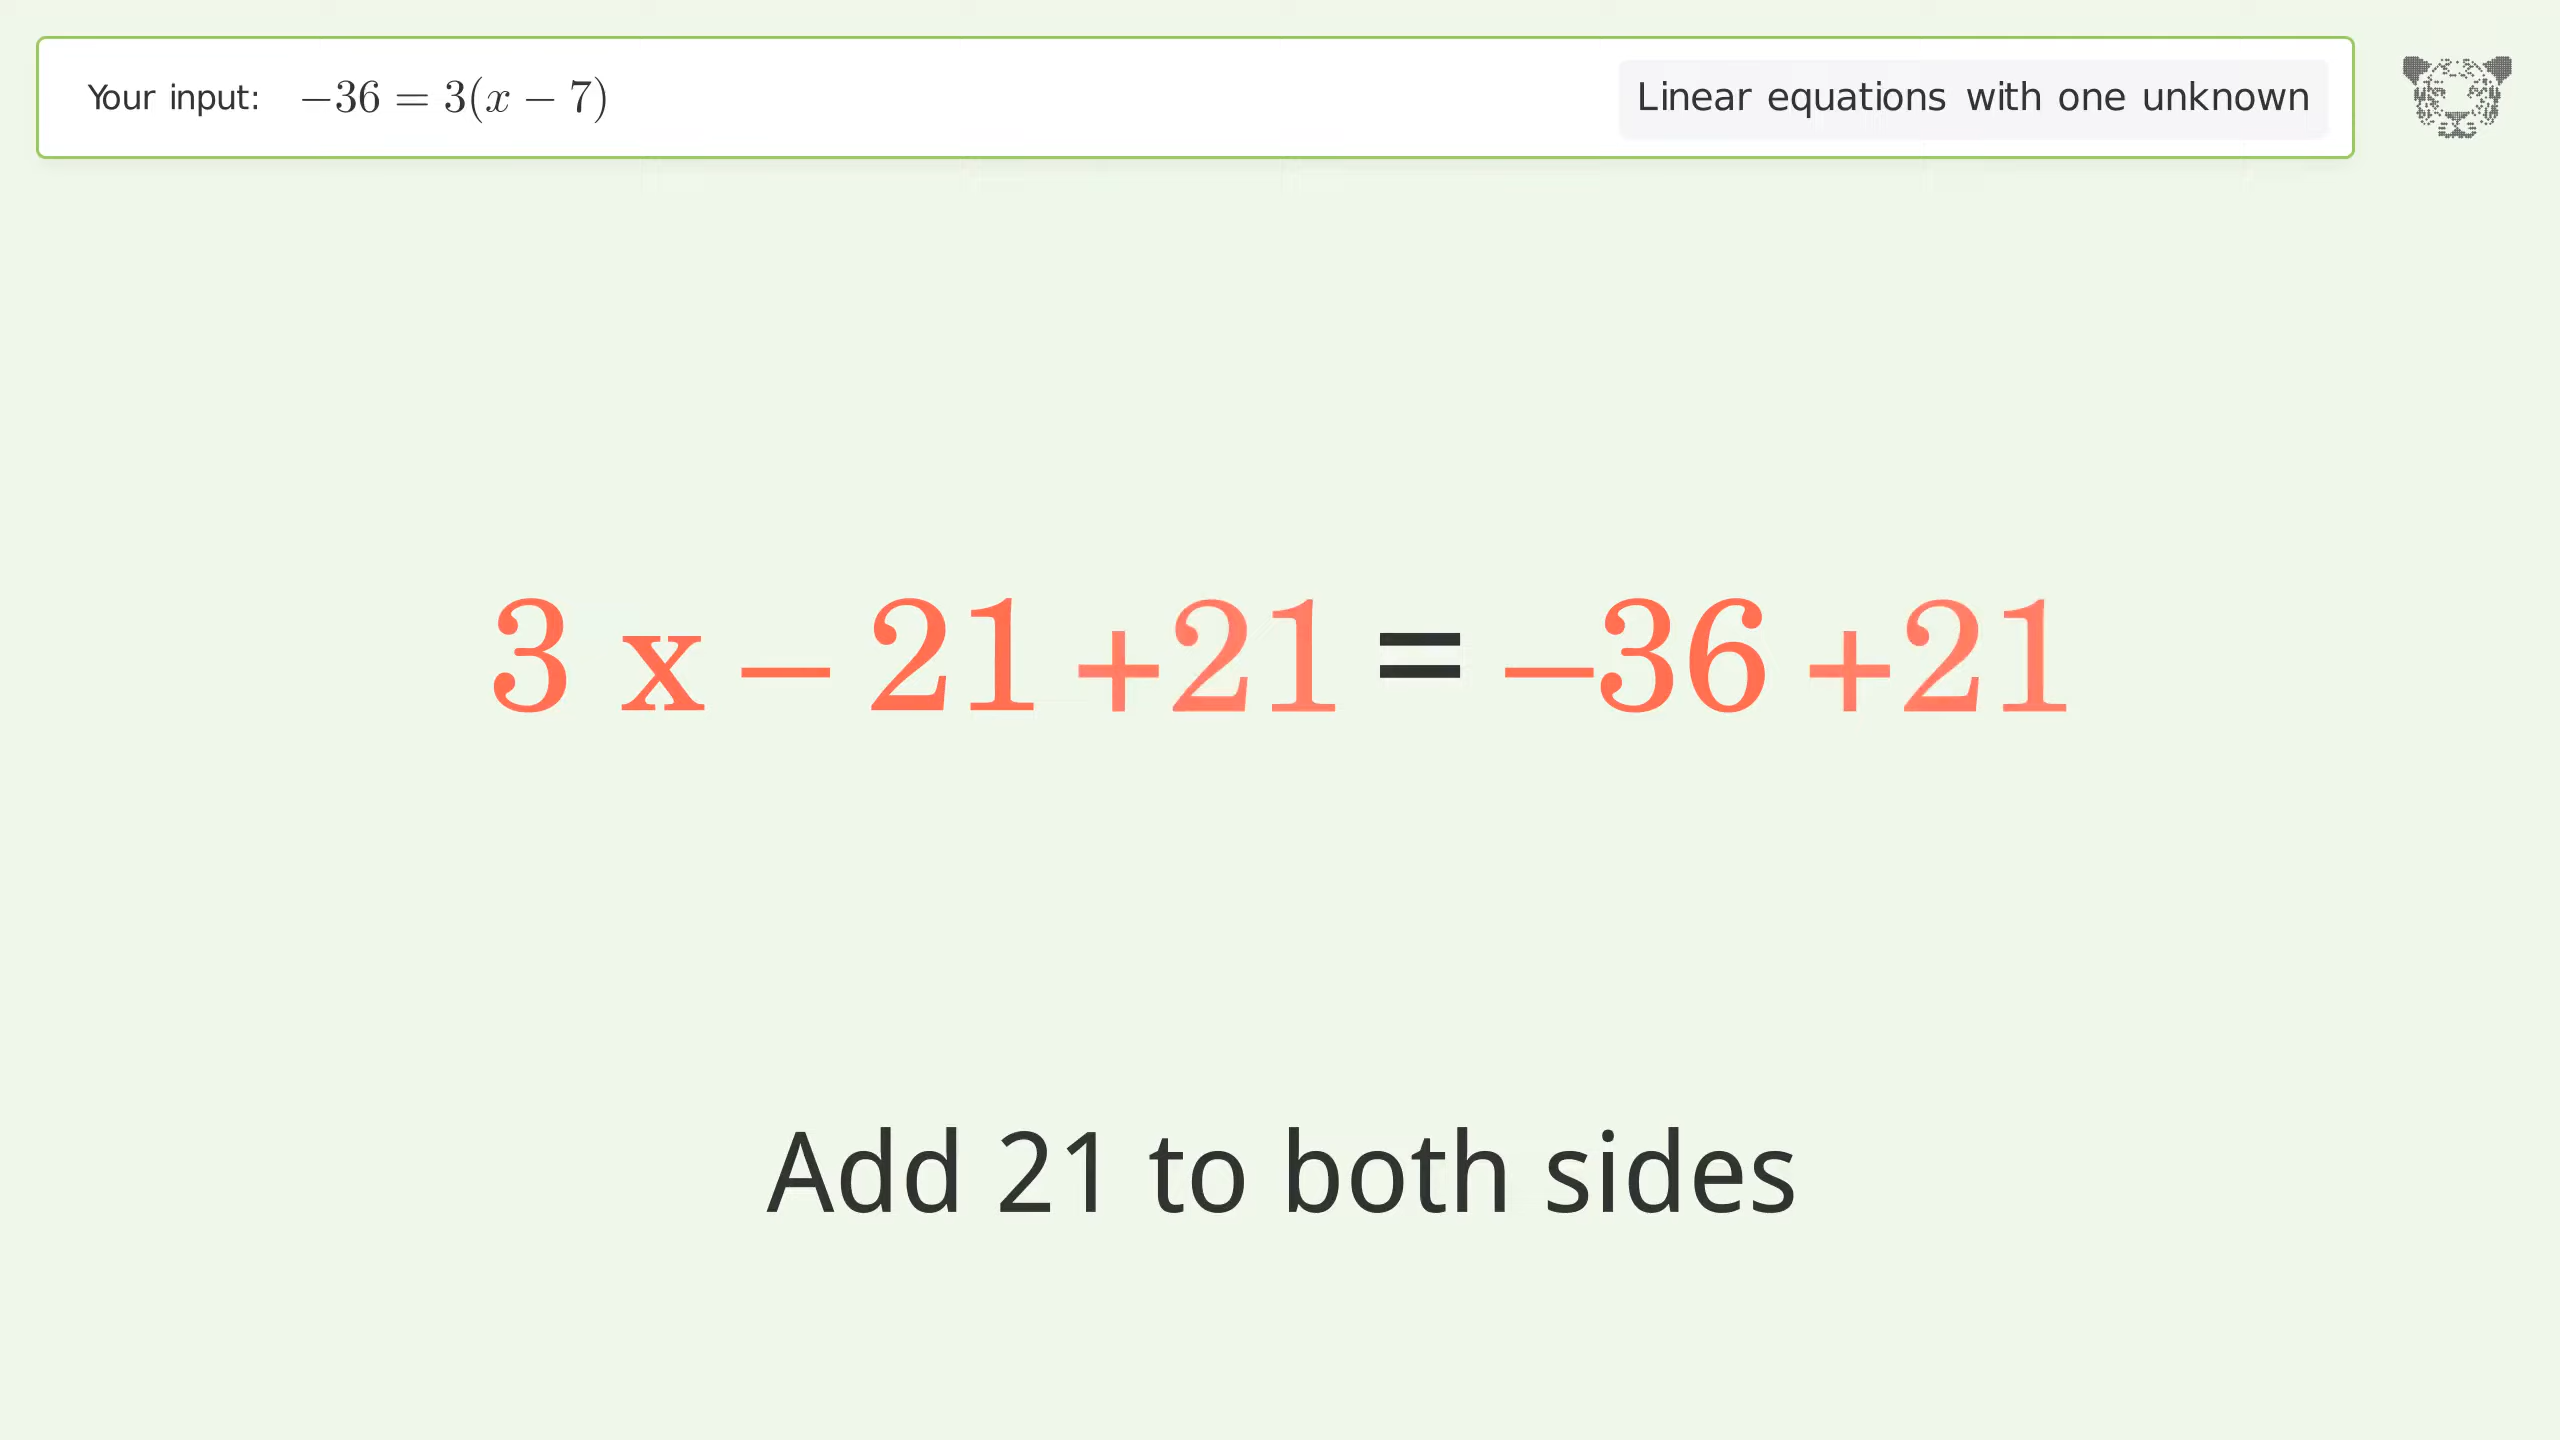 Your input: −36 = 3(x − 7)
Linear equations with one unknown
3 x − 21 +21 = −36 +21
Add 21 to both sides